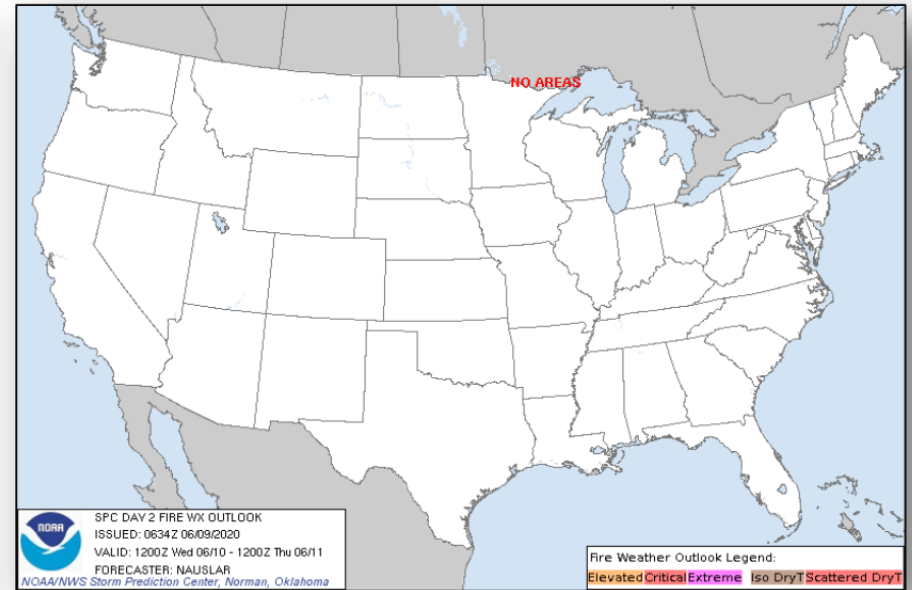 NO AREAS
NOAA
SPC DAY 2 FIRE WX OUTLOOK
ISSUED: 0634Z 06/09/2020
VALID: 1200Z Wed 06/10 - 1200Z Thu 06/11
FORECASTER: NAUSLAR
NOAA/NWS Storm Prediction Center, Norman, Oklahoma
Fire Weather Outlook Legend:
Elevated Critical Extreme Iso DryT Scattered DryT